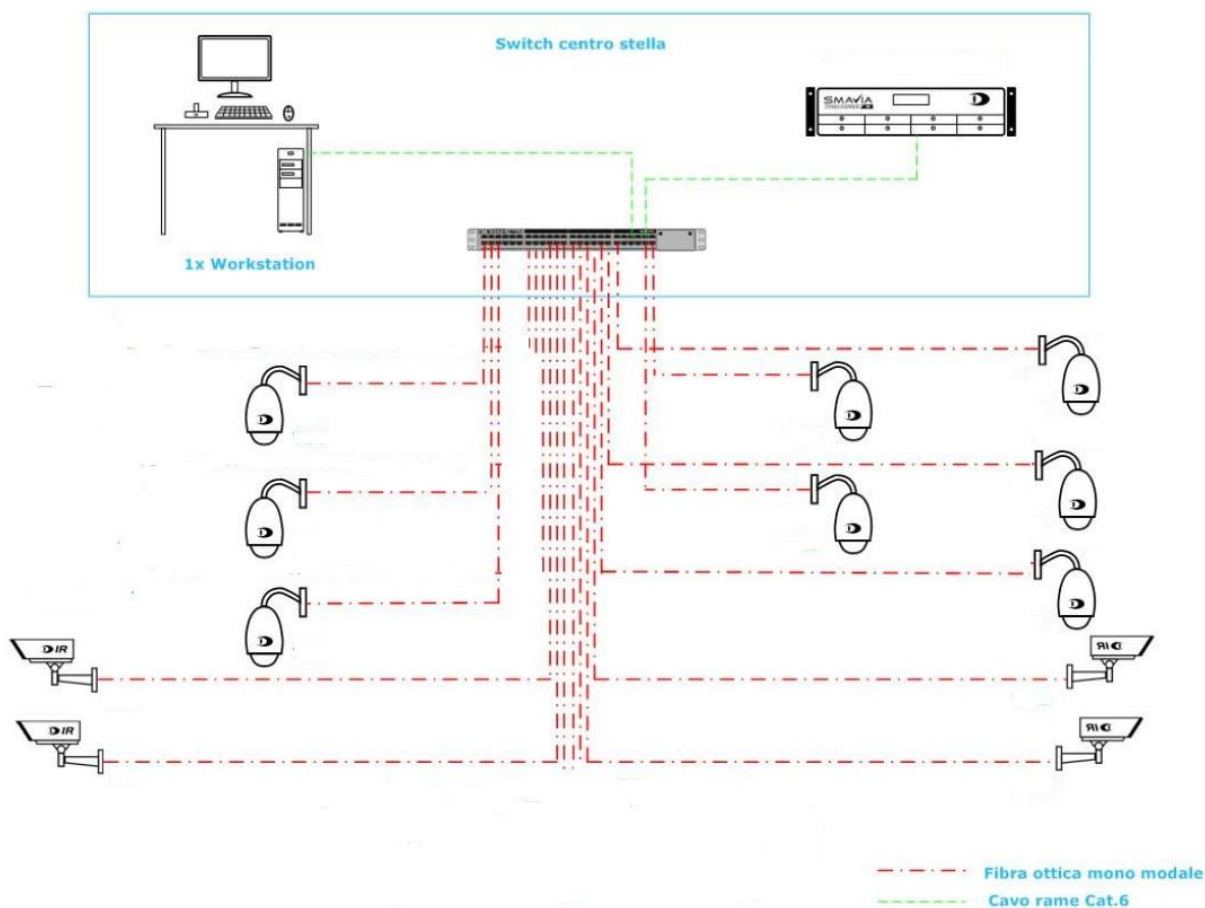 Switch centro stella
SMAVIA
1x Workstation
IR
IR
IR
IR
Fibra ottica mono modale
Cavo rame Cat.6